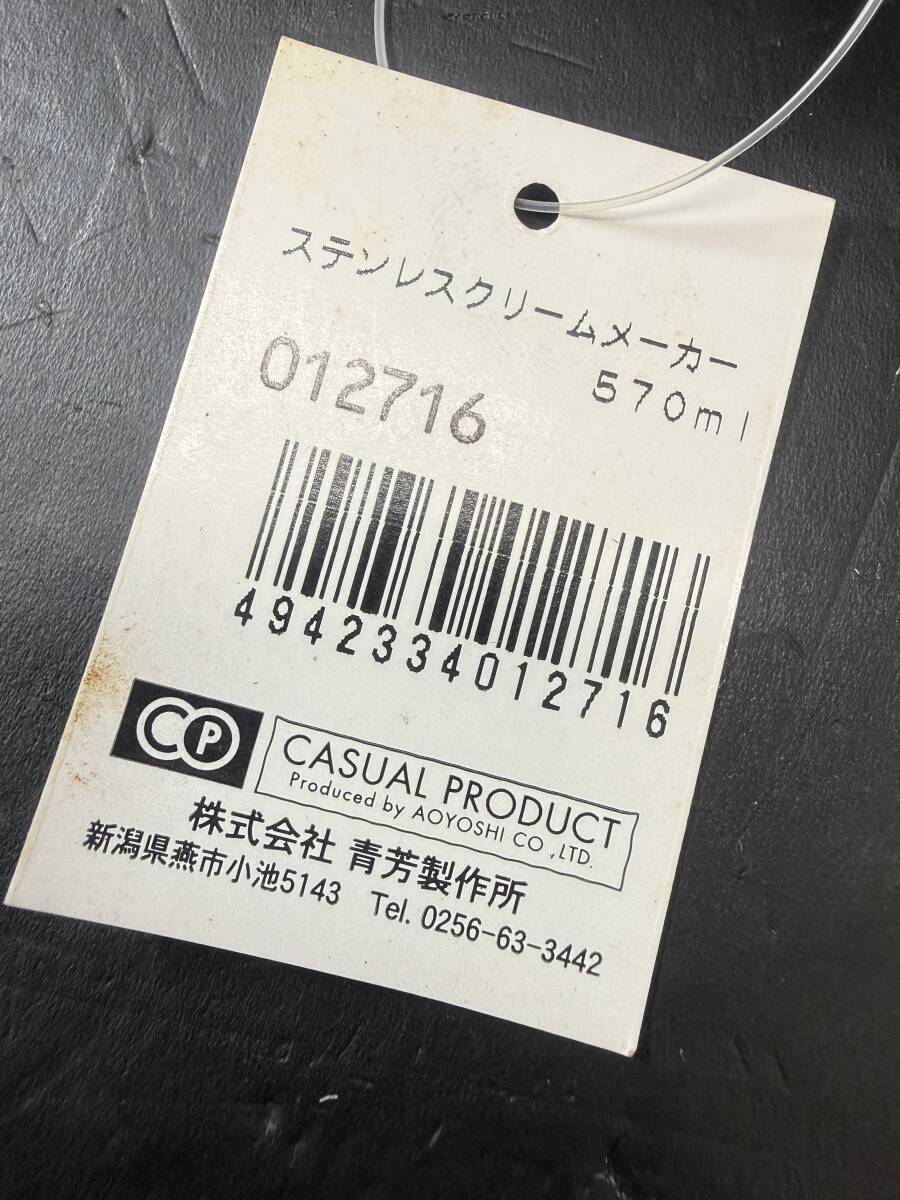 ステンレスクリームメーカー
570ml
012716
4942334012716
CP
CASUAL PRODUCT
Produced by AOYOSHI CO.,LTD.
株式会社 青芳製作所
新潟県燕市小池5143 Tel. 0256-63-3442